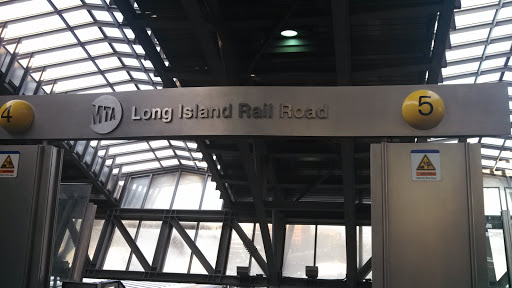 4 MTA Long Island Rail Road 5